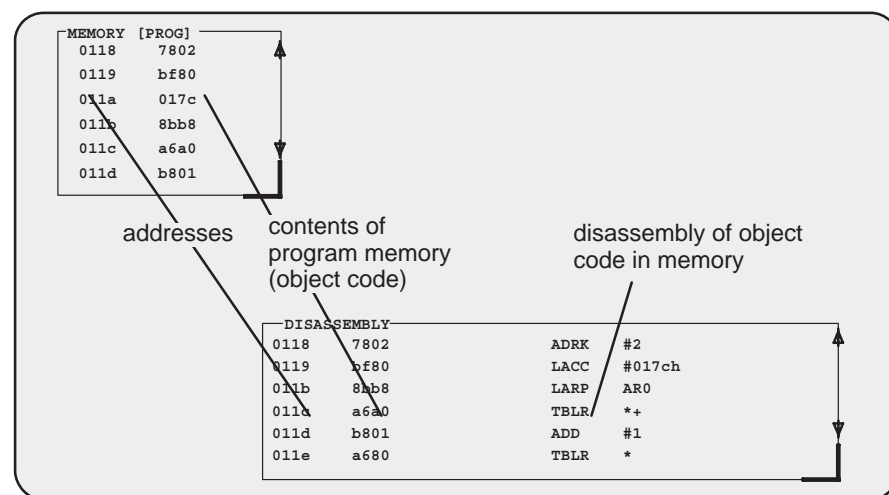 MEMORY [PROG]
0118 7802
0119 bf80
011a 017c
011b 8bb8
011c a6a0
011d b801
addresses
contents of
program memory
(object code)
disassembly of object
code in memory
DISASSEMBLY
0118 7802 ADRK #2
0119 bf80 LACC #017ch
011b 8bb8 LARP AR0
011c a6a0 TBLR *+
011d b801 ADD #1
011e a680 TBLR *